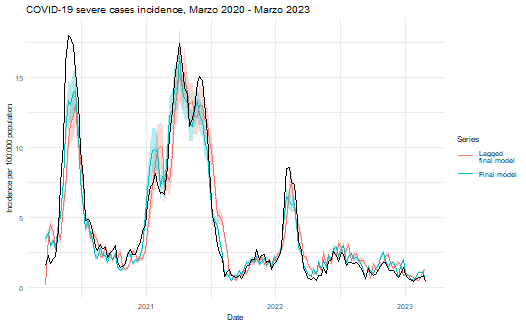 COVID-19 severe cases incidence, Marzo 2020 - Marzo 2023
Incidence per 100.000 population
15
10
5
0
2021
2022
2023
Date
Series
Lagged
final model
Final model